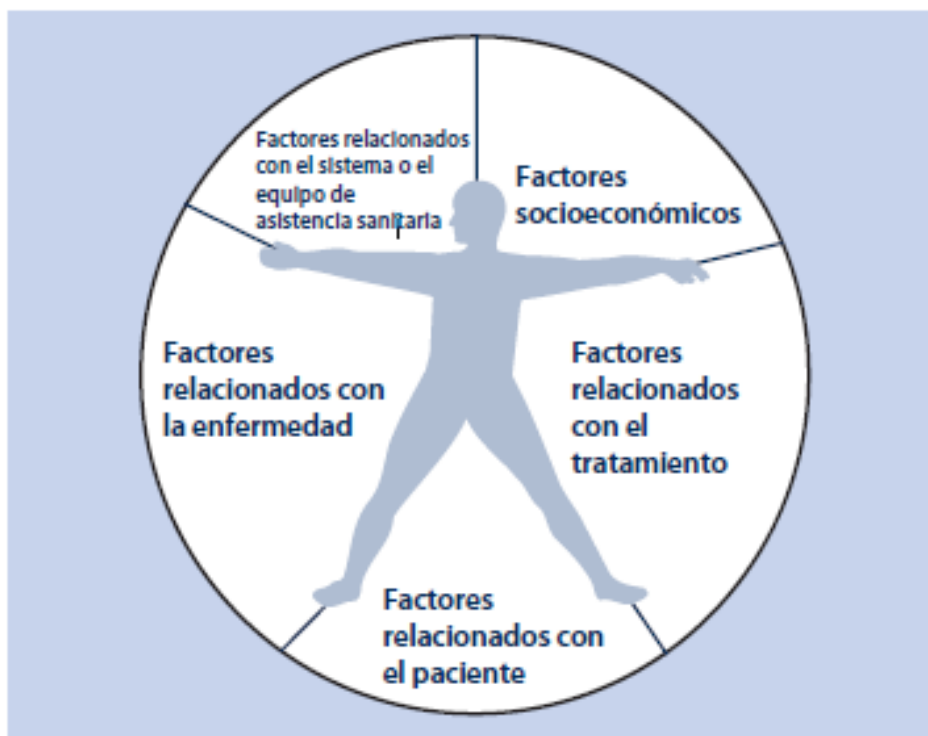 Factores relacionados
con el sistema o el
equipo de
asistencia sanitaria
Factores
socioeconómicos
Factores
relacionados con
la enfermedad
Factores
relacionados
con el
tratamiento
Factores
relacionados con
el paciente